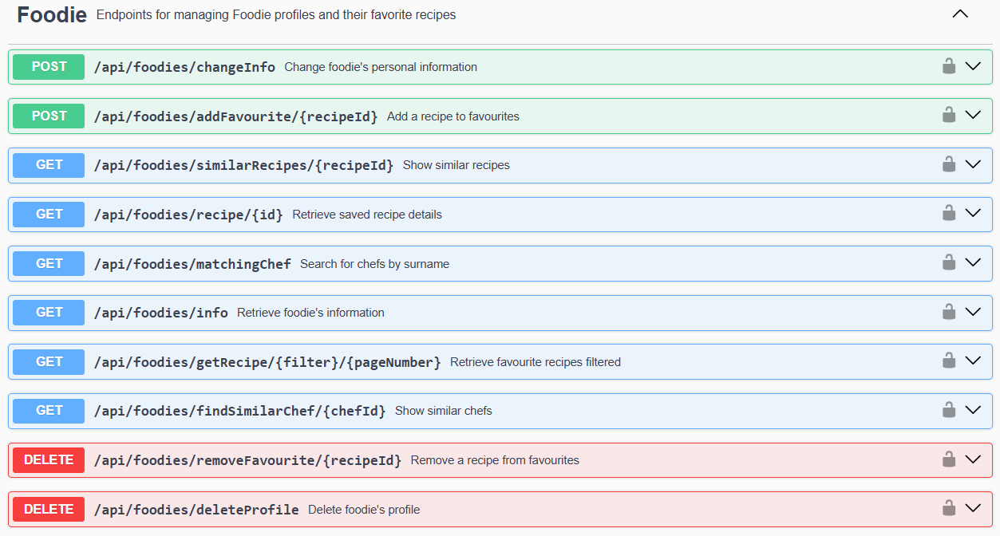 Foodie Endpoints for managing Foodie profiles and their favorite recipes
POST /api/foodies/changeInfo Change foodie's personal information
POST /api/foodies/addFavourite/{recipeId} Add a recipe to favourites
GET /api/foodies/similarRecipes/{recipeId} Show similar recipes
GET /api/foodies/recipe/{id} Retrieve saved recipe details
GET /api/foodies/matchingChef Search for chefs by surname
GET /api/foodies/info Retrieve foodie's information
GET /api/foodies/getRecipe/{filter}/{pageNumber} Retrieve favourite recipes filtered
GET /api/foodies/findSimilarChef/{chefId} Show similar chefs
DELETE /api/foodies/removeFavourite/{recipeId} Remove a recipe from favourites
DELETE /api/foodies/deleteProfile Delete foodie's profile